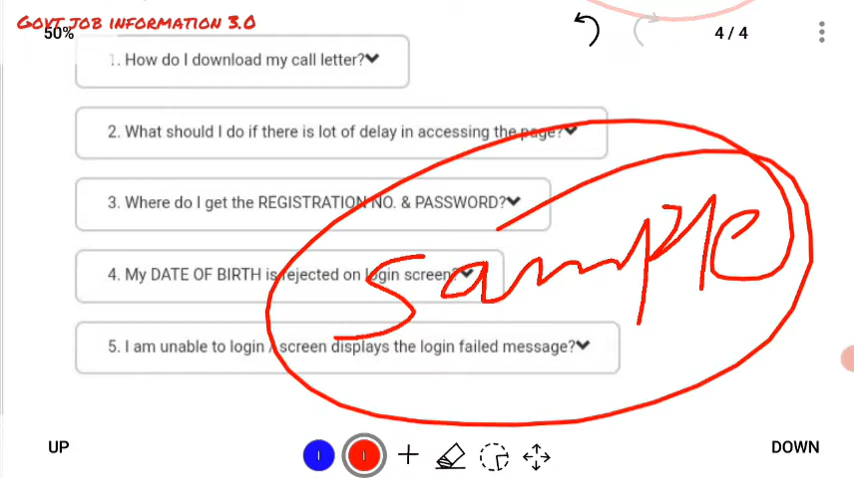 GOVT JOB INFORMATION 3.0
50%
4 / 4
1. How do I download my call letter?
2. What should I do if there is lot of delay in accessing the page?
3. Where do I get the REGISTRATION NO. & PASSWORD?
4. My DATE OF BIRTH is rejected on login screen?
5. I am unable to login / screen displays the login failed message?
Sample
UP
DOWN